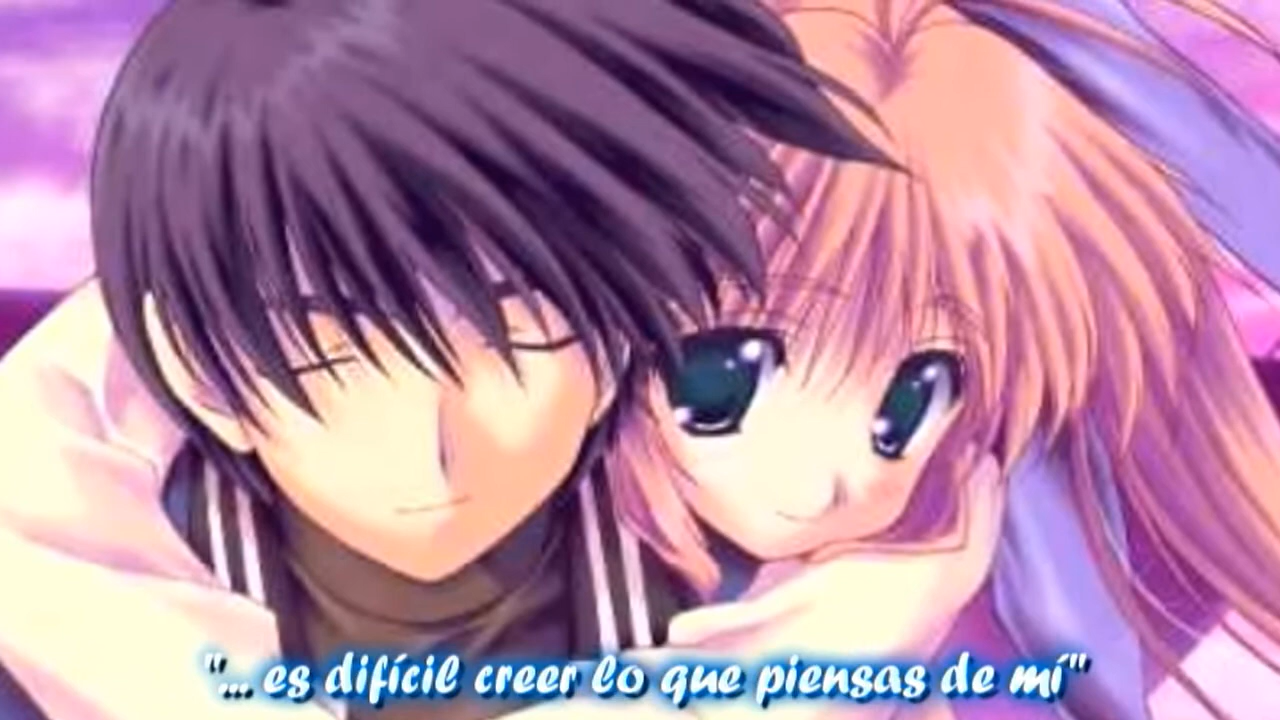 "... es difícil creer lo que piensas de mí"